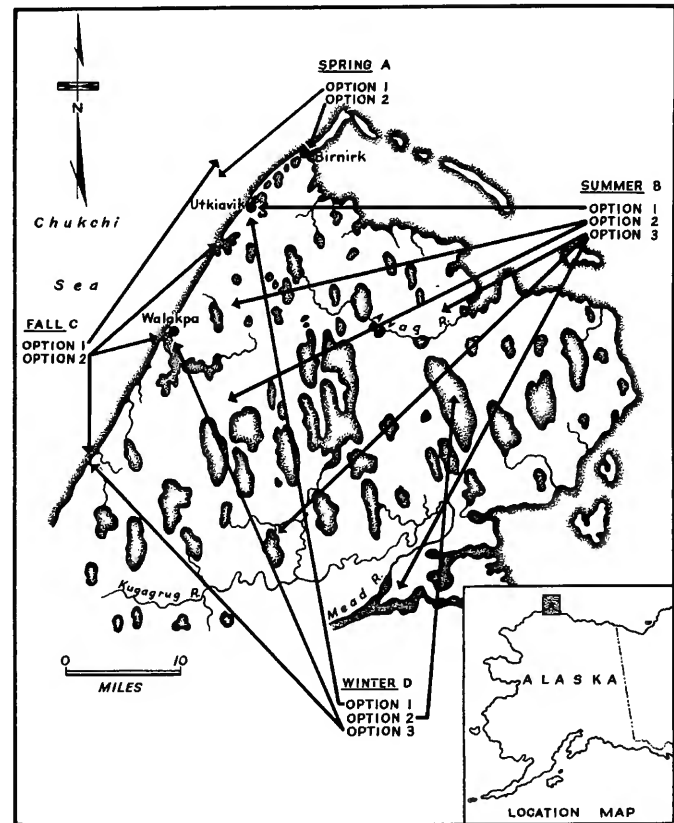 SPRING A
OPTION 1
OPTION 2
N
Birnirk
Utkiavik
SUMMER B
OPTION 1
OPTION 2
OPTION 3
Chukchi
Sea
Walakpa
FALL C
OPTION 1
OPTION 2
R.
Kugagrug R.
Mead R.
0 10
MILES
WINTER D
OPTION 1
OPTION 2
OPTION 3
ALASKA
LOCATION MAP